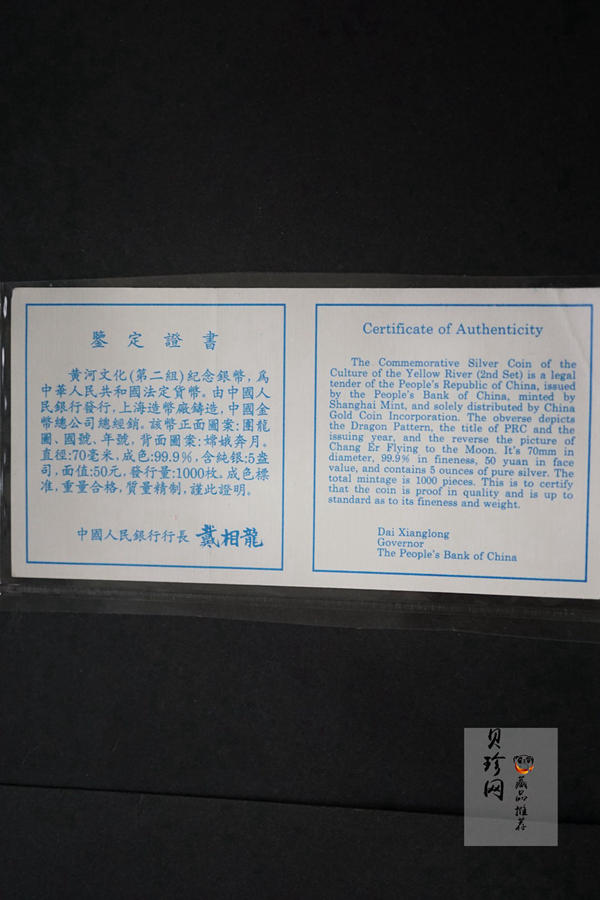 鑒定證書
黃河文化(第二組)紀念銀幣，爲
中華人民共和國法定貨幣。由中國人
民銀行發行，上海造幣廠鑄造，中國金
幣總公司總經銷。該幣正面圖案：團龍
圖、國號、年號，背面圖案：嫦娥奔月。
直徑：70毫米，成色：99.9%，含純銀：5盎
司，面值：50元，發行量：1000枚。成色標
准，重量合格，質量精制，謹此證明。
中國人民銀行行長 戴相龍
Certificate of Authenticity
The Commemorative Silver Coin of the
Culture of the Yellow River (2nd Set) is a legal
tender of the People's Republic of China, issued
by the People's Bank of China, minted by
Shanghai Mint, and solely distributed by China
Gold Coin Incorporation. The obverse depicts
the Dragon Pattern, the title of PRC and the
issuing year, and the reverse the picture of
Chang Er Flying to the Moon. It's 70mm in
diameter, 99.9% in fineness, 50 yuan in face
value, and contains 5 ounces of pure silver. The
total mintage is 1000 pieces. This is to certify
that the coin is proof in quality and is up to
standard as to its fineness and weight.
Dai Xianglong
Governor
The People's Bank of China
贝珍网
藏品推荐